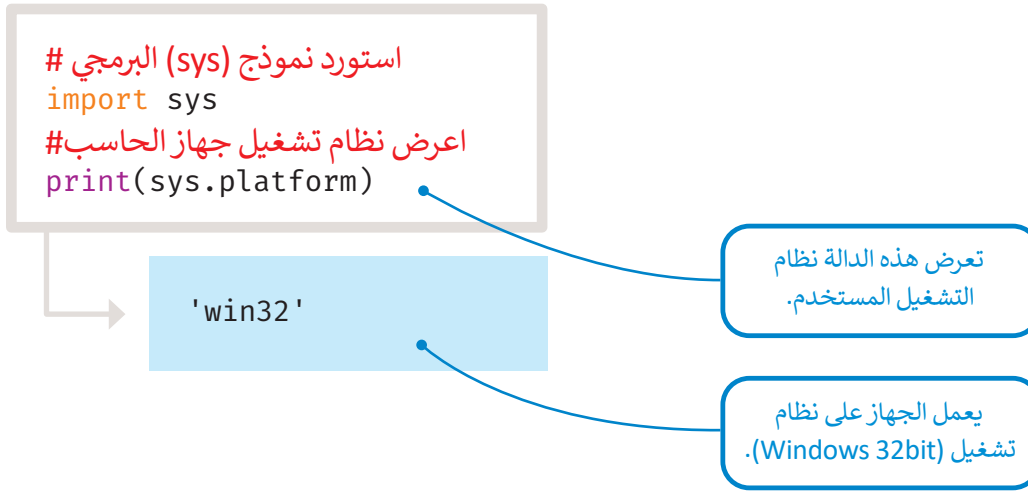 # استورد نموذج (sys) البرمجي
import sys
#اعرض نظام تشغيل جهاز الحاسب
print(sys.platform)
تعرض هذه الدالة نظام
التشغيل المستخدم.
'win32'
يعمل الجهاز على نظام
تشغيل (Windows 32bit).